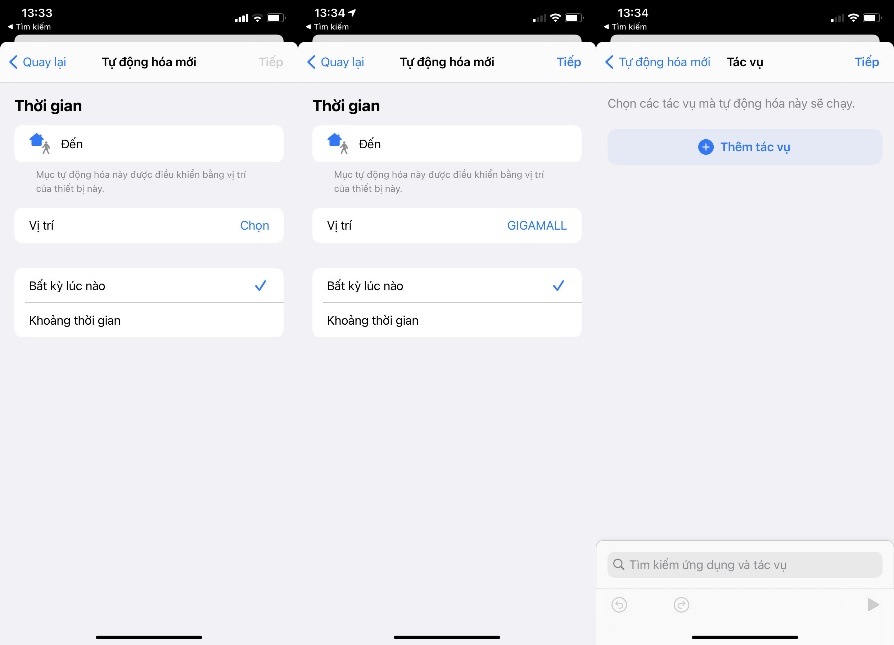 13:33
◀ Tìm kiếm
Quay lại
Tự động hóa mới
Tiếp
Thời gian
Đến
Mục tự động hóa này được điều khiển bằng vị trí
của thiết bị này.
Vị trí
Chọn
Bất kỳ lúc nào
Khoảng thời gian
13:34
◀ Tìm kiếm
Quay lại
Tự động hóa mới
Tiếp
Thời gian
Đến
Mục tự động hóa này được điều khiển bằng vị trí
của thiết bị này.
Vị trí
GIGAMALL
Bất kỳ lúc nào
Khoảng thời gian
13:34
◀ Tìm kiếm
Tự động hóa mới
Tác vụ
Tiếp
Chọn các tác vụ mà tự động hóa này sẽ chạy.
Thêm tác vụ
Tìm kiếm ứng dụng và tác vụ